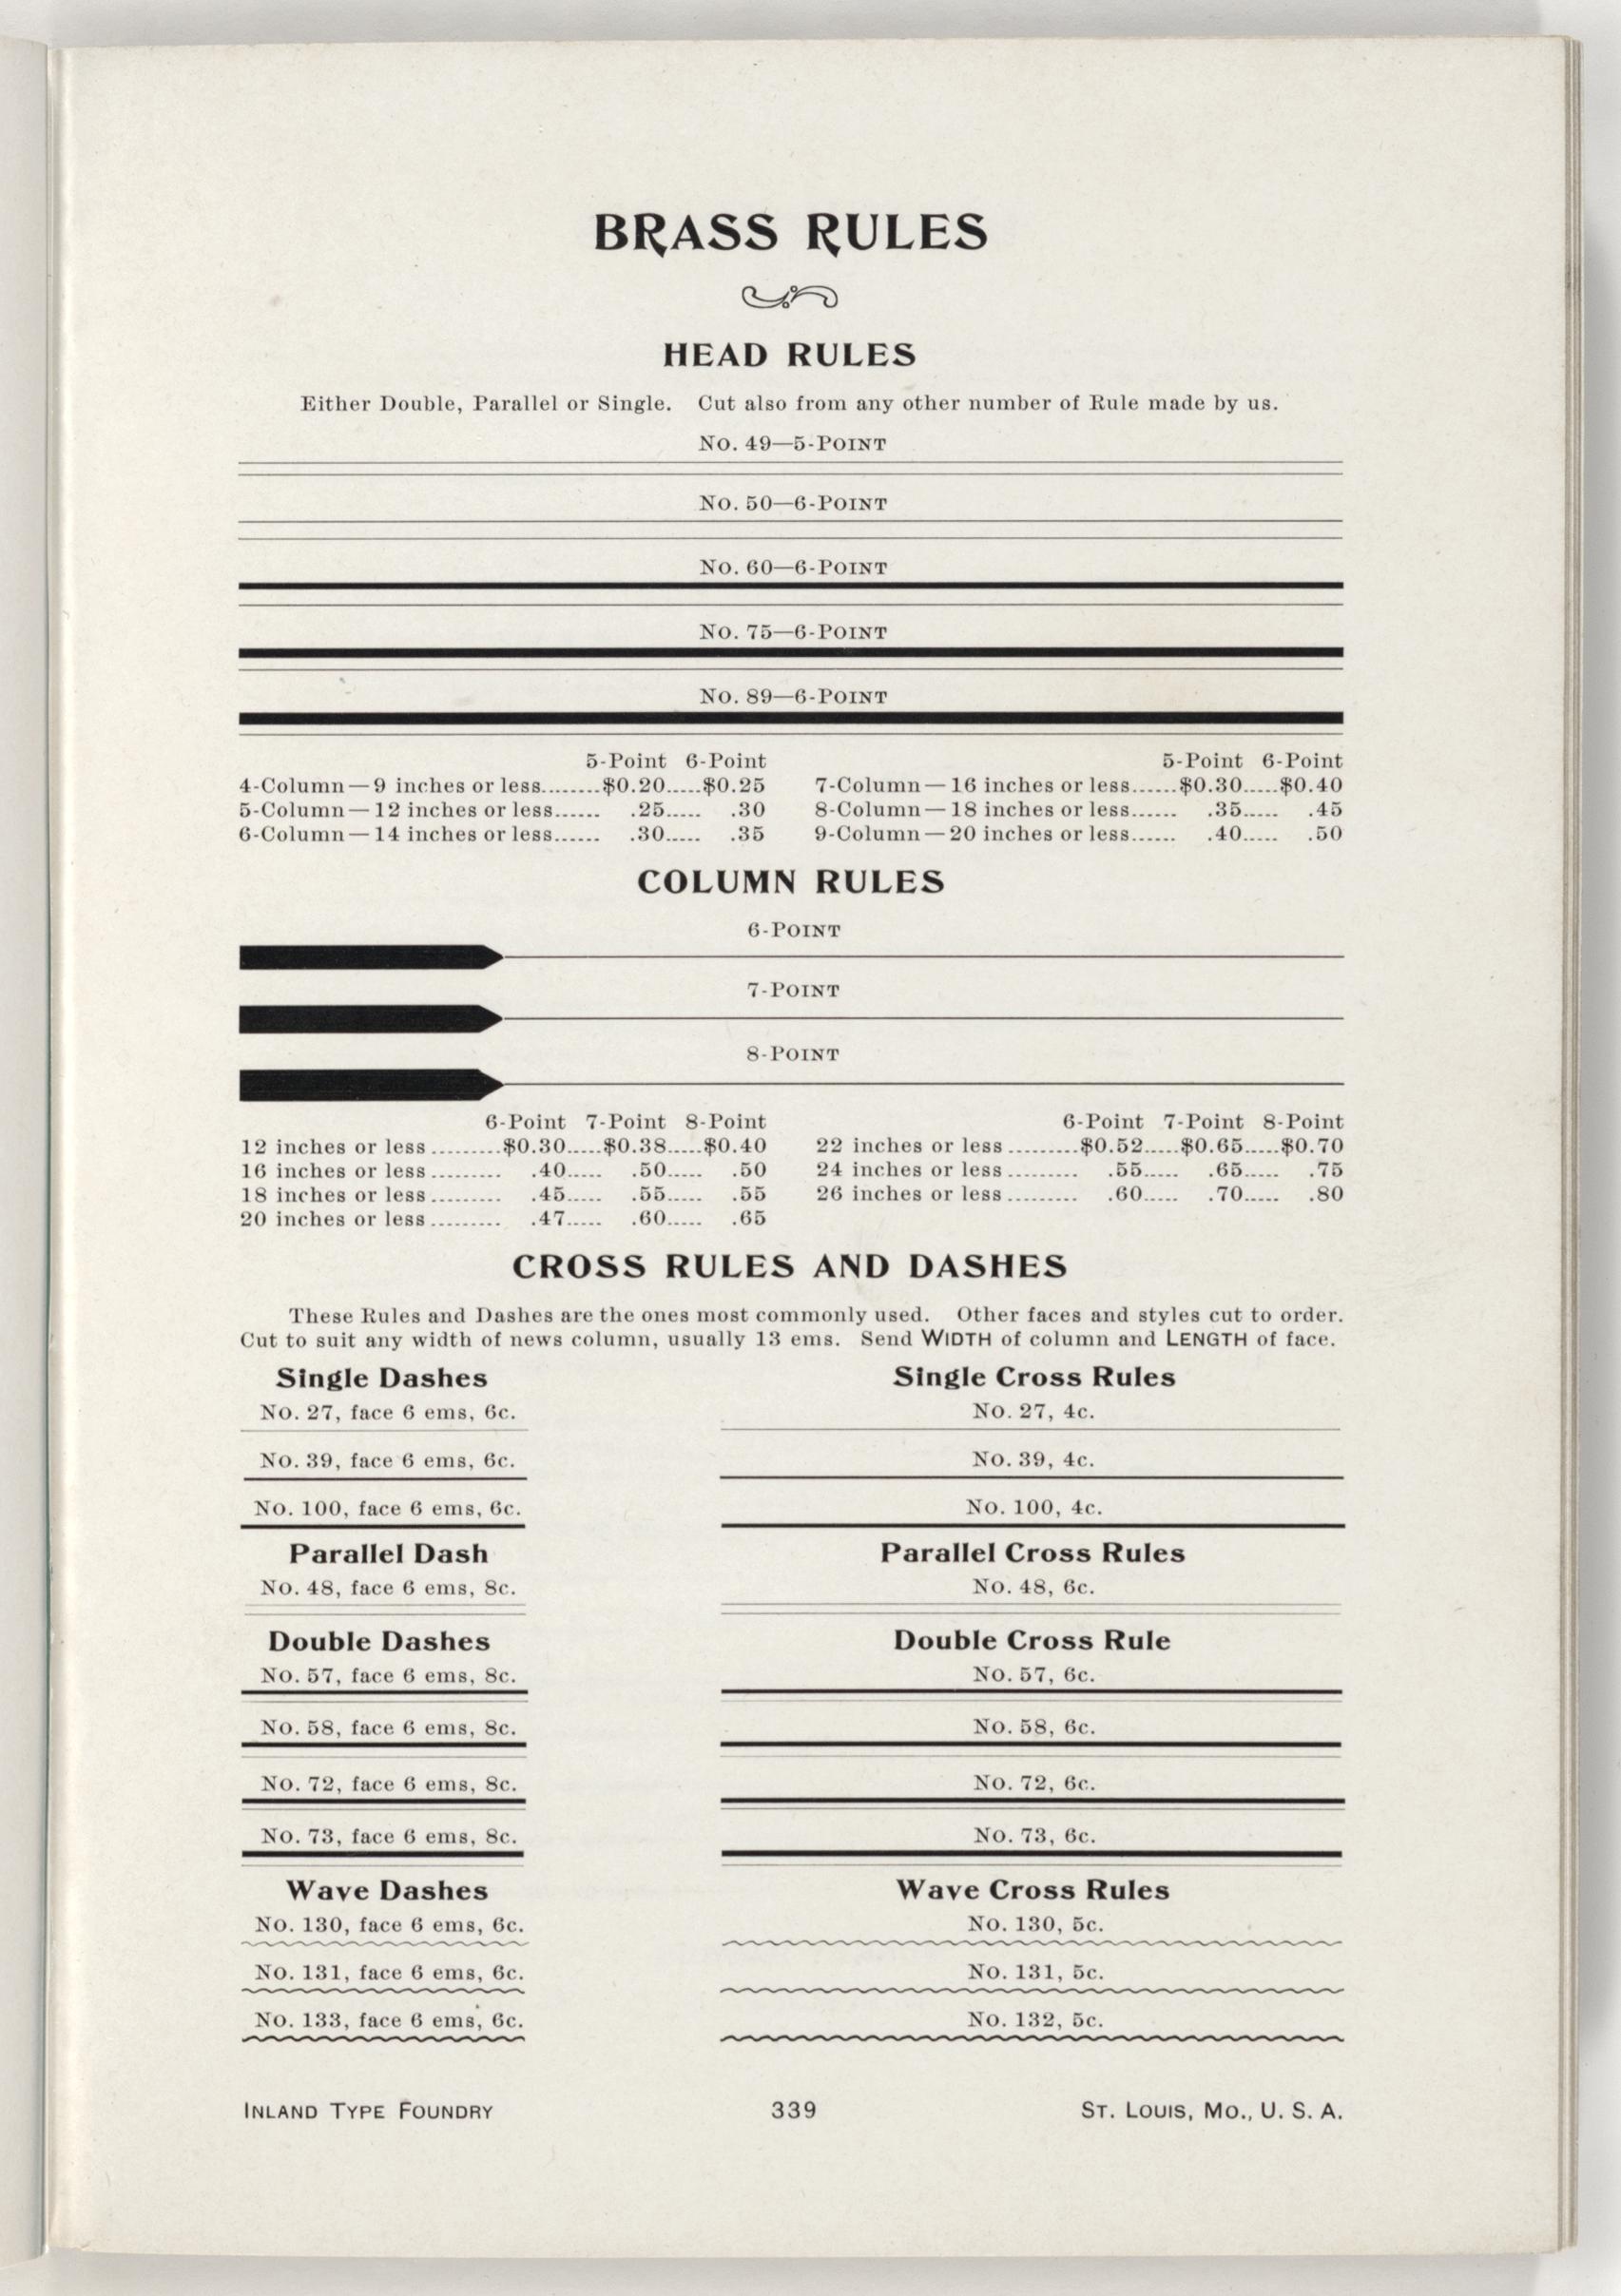 BRASS RULES
HEAD RULES
Either Double, Parallel or Single. Cut also from any other number of Rule made by us.
No. 49—5-Point
No. 50—6-Point
No. 60—6-Point
No. 75—6-Point
No. 89—6-Point
5-Point 6-Point
4-Column—9 inches or less........$0.20.....$0.25
5-Column—12 inches or less...... .25..... .30
6-Column—14 inches or less...... .30..... .35
5-Point 6-Point
7-Column—16 inches or less......$0.30.....$0.40
8-Column—18 inches or less...... .35..... .45
9-Column—20 inches or less...... .40..... .50
COLUMN RULES
6-Point
7-Point
8-Point
6-Point 7-Point 8-Point
12 inches or less.........$0.30.....$0.38.....$0.40
16 inches or less......... .40..... .50..... .50
18 inches or less......... .45..... .55..... .55
20 inches or less......... .47..... .60..... .65
6-Point 7-Point 8-Point
22 inches or less.........$0.52.....$0.65.....$0.70
24 inches or less......... .55..... .65..... .75
26 inches or less......... .60..... .70..... .80
CROSS RULES AND DASHES
These Rules and Dashes are the ones most commonly used. Other faces and styles cut to order.
Cut to suit any width of news column, usually 13 ems. Send WIDTH of column and LENGTH of face.
Single Dashes
No. 27, face 6 ems, 6c.
No. 39, face 6 ems, 6c.
No. 100, face 6 ems, 6c.
Parallel Dash
No. 48, face 6 ems, 8c.
Double Dashes
No. 57, face 6 ems, 8c.
No. 58, face 6 ems, 8c.
No. 72, face 6 ems, 8c.
No. 73, face 6 ems, 8c.
Wave Dashes
No. 130, face 6 ems, 6c.
No. 131, face 6 ems, 6c.
No. 133, face 6 ems, 6c.
Single Cross Rules
No. 27, 4c.
No. 39, 4c.
No. 100, 4c.
Parallel Cross Rules
No. 48, 6c.
Double Cross Rule
No. 57, 6c.
No. 58, 6c.
No. 72, 6c.
No. 73, 6c.
Wave Cross Rules
No. 130, 5c.
No. 131, 5c.
No. 132, 5c.
Inland Type Foundry
339
St. Louis, Mo., U. S. A.